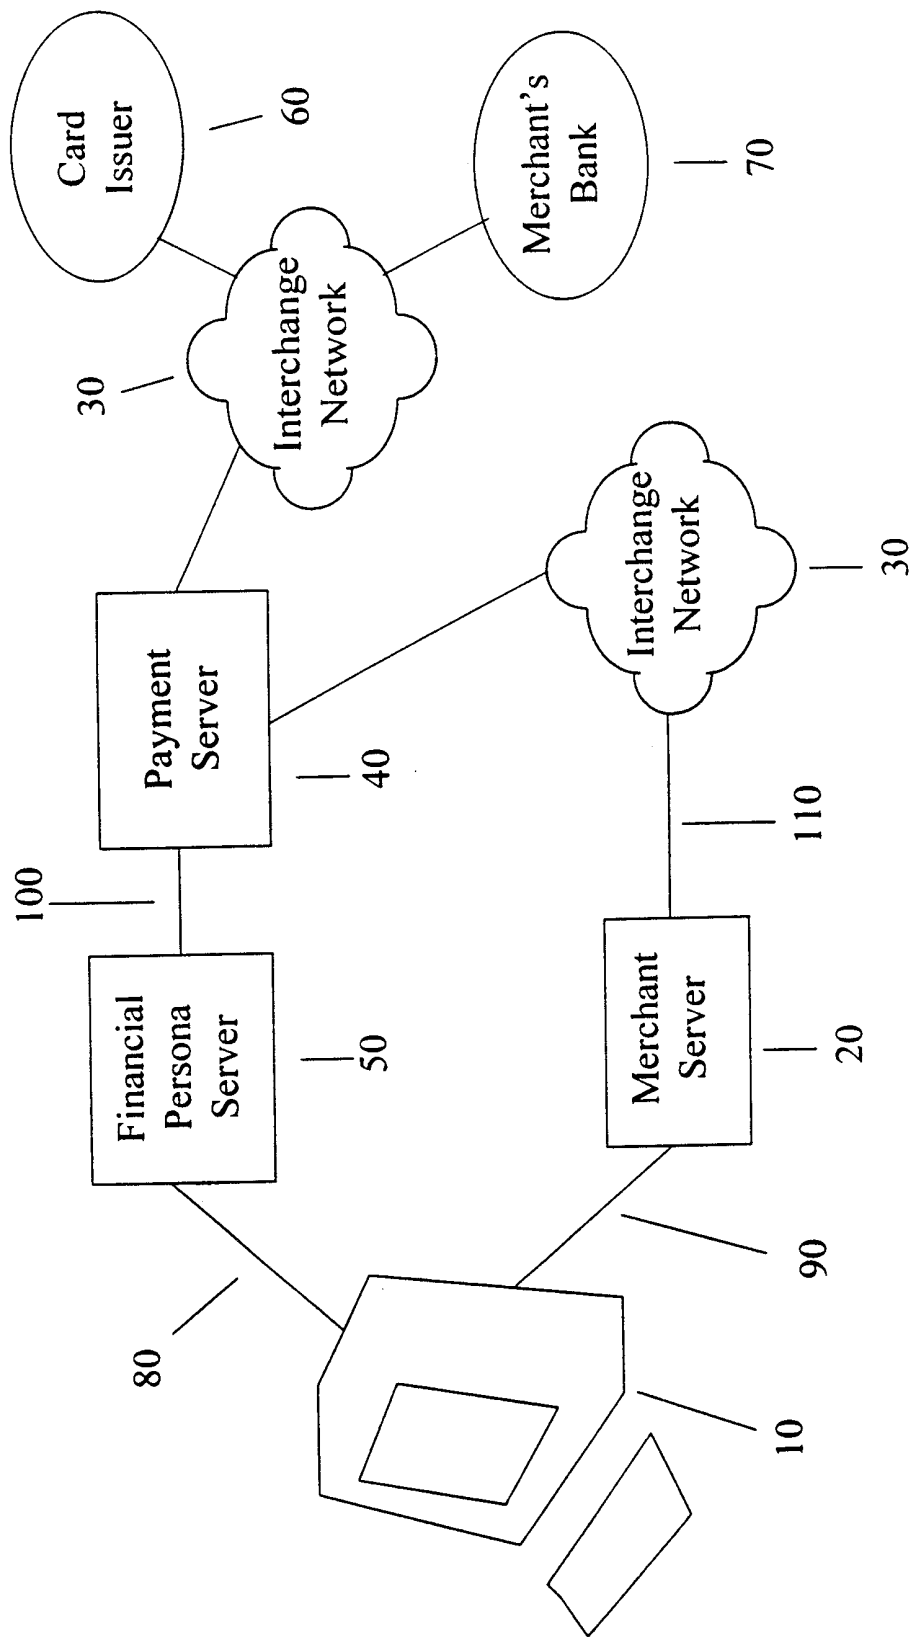 80
Financial
Persona
Server
50
100
Payment
Server
40
30
Interchange
Network
Card
Issuer
60
Merchant's
Bank
70
10
90
Merchant
Server
20
110
Interchange
Network
30